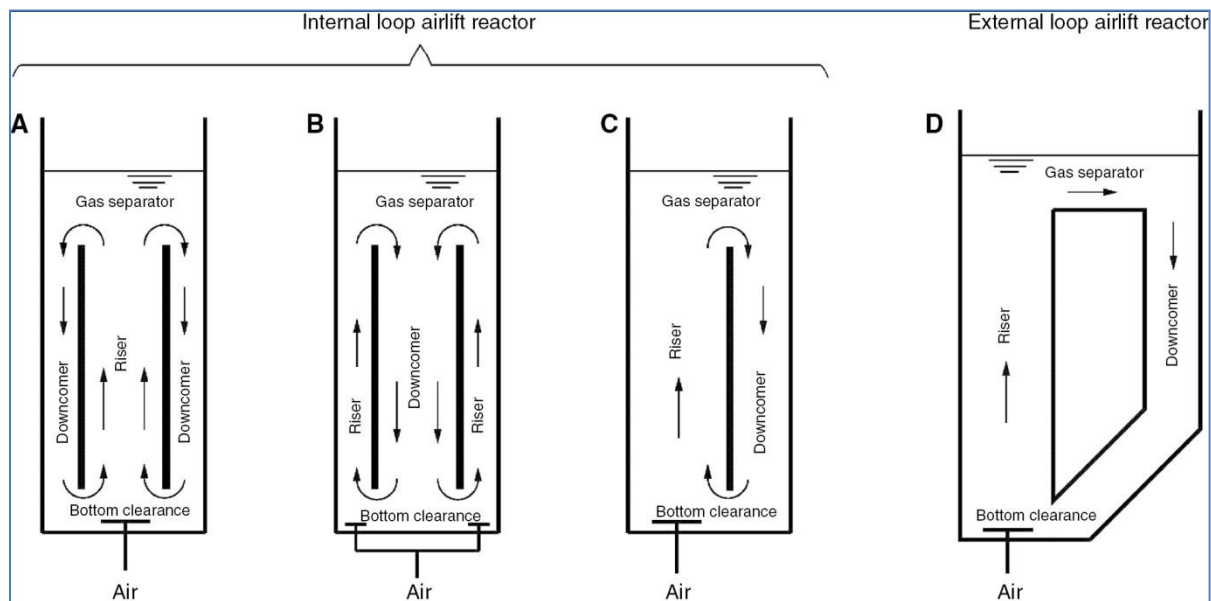 Internal loop airlift reactor
External loop airlift reactor
A
Gas separator
Downcomer
Riser
Downcomer
Bottom clearance
Air
B
Gas separator
Riser
Downcomer
Riser
Bottom clearance
Air
C
Gas separator
Riser
Downcomer
Bottom clearance
Air
D
Gas separator
Riser
Downcomer
Bottom clearance
Air